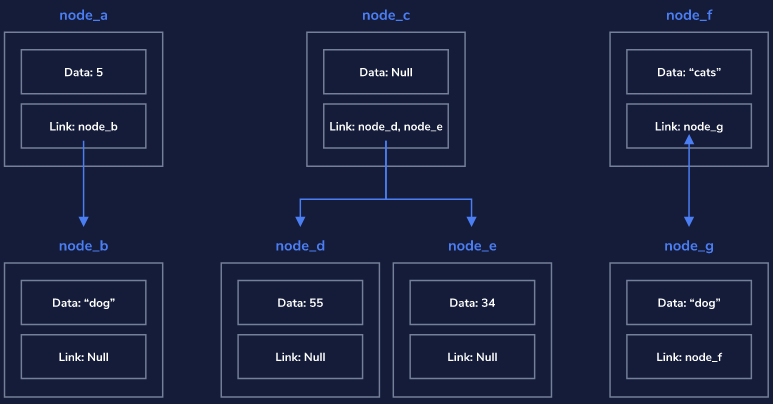 node_a
Data: 5
Link: node_b
node_b
Data: “dog”
Link: Null
node_c
Data: Null
Link: node_d, node_e
node_d
Data: 55
Link: Null
node_e
Data: 34
Link: Null
node_f
Data: “cats”
Link: node_g
node_g
Data: “dog”
Link: node_f